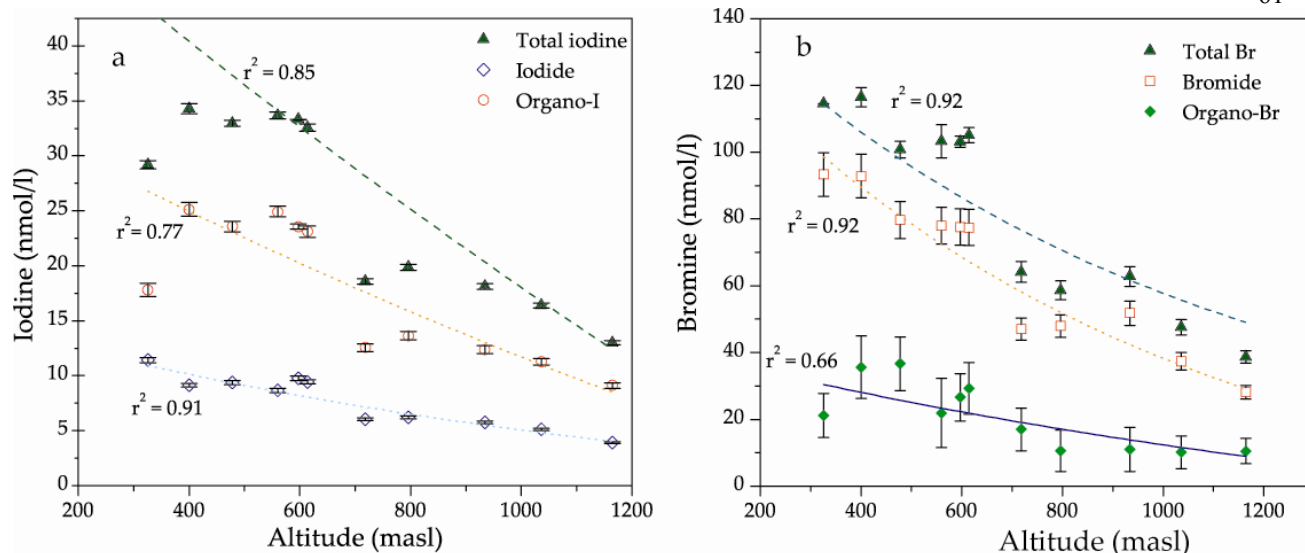 a
Total iodine
Iodide
Organo-I
r² = 0.85
r² = 0.77
r² = 0.91
Iodine (nmol/l)
40
35
30
25
20
15
10
5
0
200
400
600
800
1000
1200
Altitude (masl)
b
Total Br
Bromide
Organo-Br
r² = 0.92
r² = 0.92
r² = 0.66
Bromine (nmol/l)
140
120
100
80
60
40
20
0
200
400
600
800
1000
1200
Altitude (masl)